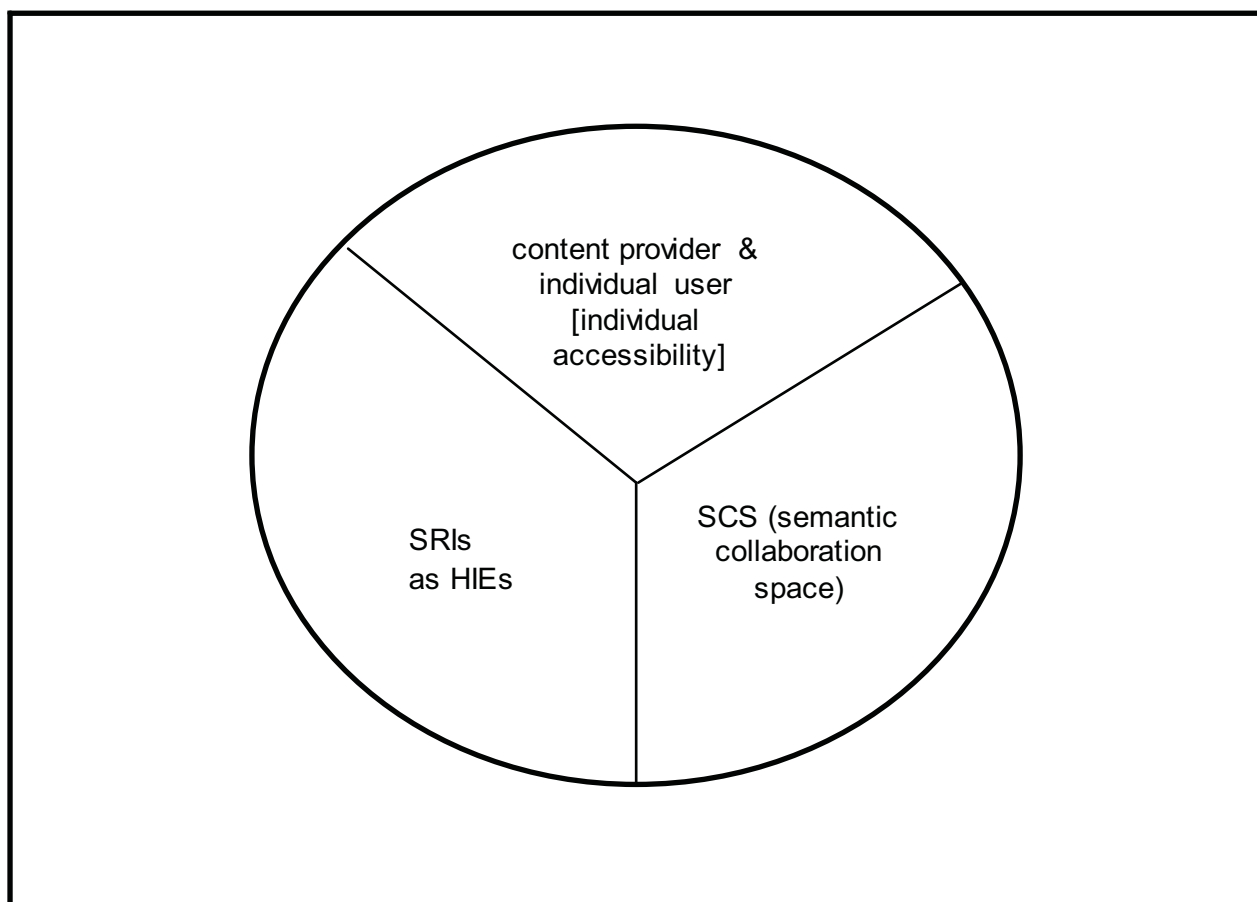 content provider &
individual user
[individual
accessibility]
SRIs
as HIEs
SCS (semantic
collaboration
space)